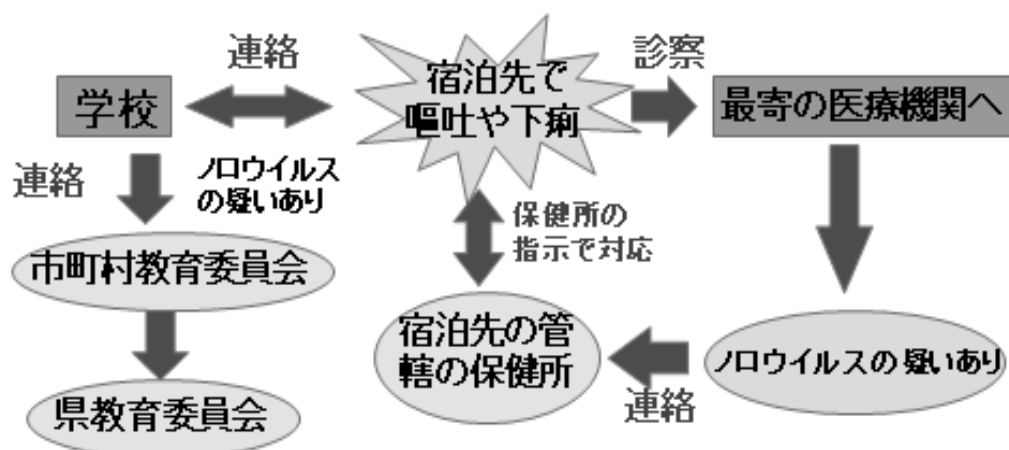 連絡
宿泊先で
嘔吐や下痢
診察
学校
最寄の医療機関へ
連絡
ノロウイルス
の疑いあり
保健所の
指示で対応
市町村教育委員会
宿泊先の管
轄の保健所
ノロウイルスの疑いあり
連絡
県教育委員会